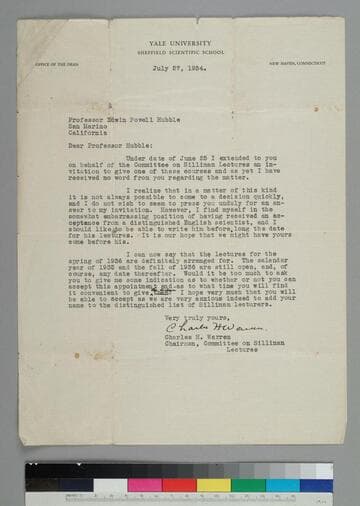 YALE UNIVERSITY
SHEFFIELD SCIENTIFIC SCHOOL
OFFICE OF THE DEAN
NEW HAVEN, CONNECTICUT
July 27, 1934.
Professor Edwin Powell Hubble
San Marino
California
Dear Professor Hubble:
Under date of June 25 I extended to you
on behalf of the Committee on Silliman Lectures an in-
vitation to give one of these courses and as yet I have
received no word from you regarding the matter.
I realize that in a matter of this kind
it is not always possible to come to a decision quickly,
and I do not wish to seem to press you unduly for an an-
swer to my invitation. However, I find myself in the
somewhat embarrassing position of having received an ac-
ceptance from a distinguished English scientist, and I
should like to be able to write him before long the date
for his lectures. It is our hope that we might have yours
come before his.
I can now say that the lectures for the
spring of 1936 are definitely arranged for. The calendar
year of 1935 and the fall of 1936 are still open, and, of
course, any date thereafter. Would it be too much to ask
you to give me some indication as to whether or not you can
accept this appointment and as to what time you will find
it convenient to give them. I hope very much that you will
be able to accept as we are very anxious indeed to add your
name to the distinguished list of Silliman lecturers.
Very truly yours,
Charles H Warren
Charles H. Warren
Chairman, Committee on Silliman
Lectures